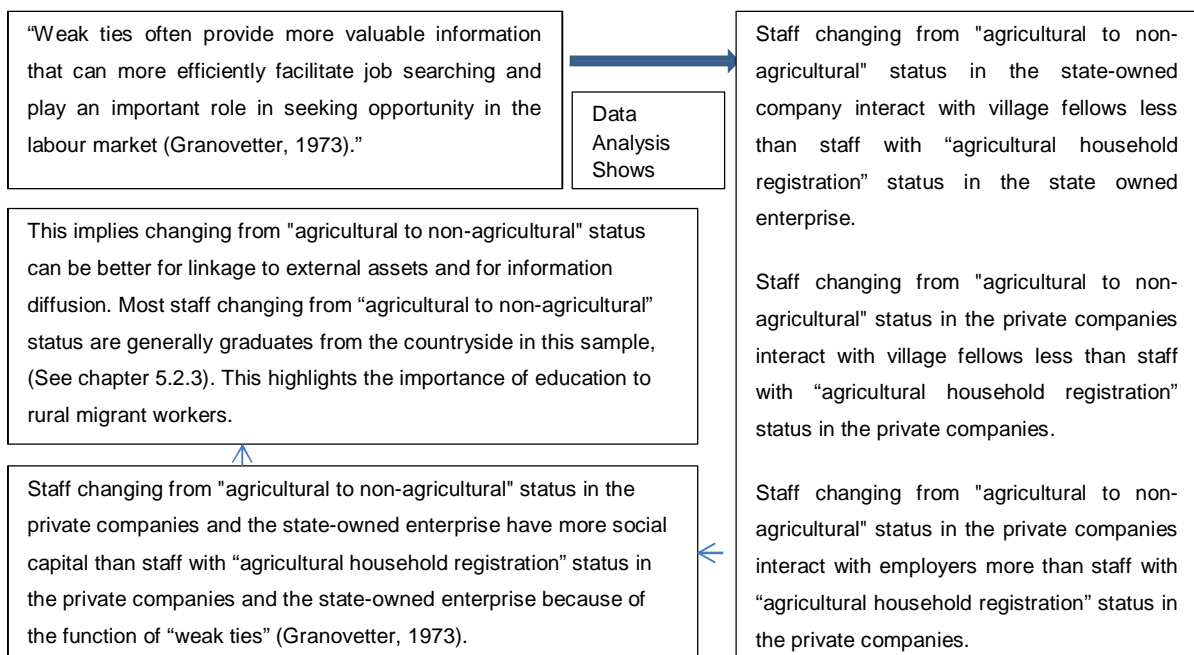 “Weak ties often provide more valuable information
that can more efficiently facilitate job searching and
play an important role in seeking opportunity in the
labour market (Granovetter, 1973).”
Data
Analysis
Shows
Staff changing from "agricultural to non-
agricultural" status in the state-owned
company interact with village fellows less
than staff with “agricultural household
registration” status in the state owned
enterprise.
Staff changing from "agricultural to non-
agricultural" status in the private companies
interact with village fellows less than staff
with “agricultural household registration”
status in the private companies.
Staff changing from "agricultural to non-
agricultural" status in the private companies
interact with employers more than staff with
“agricultural household registration” status in
the private companies.
Staff changing from "agricultural to non-agricultural" status in the
private companies and the state-owned enterprise have more social
capital than staff with “agricultural household registration” status in
the private companies and the state-owned enterprise because of
the function of “weak ties” (Granovetter, 1973).
This implies changing from "agricultural to non-agricultural" status
can be better for linkage to external assets and for information
diffusion. Most staff changing from “agricultural to non-agricultural”
status are generally graduates from the countryside in this sample,
(See chapter 5.2.3). This highlights the importance of education to
rural migrant workers.